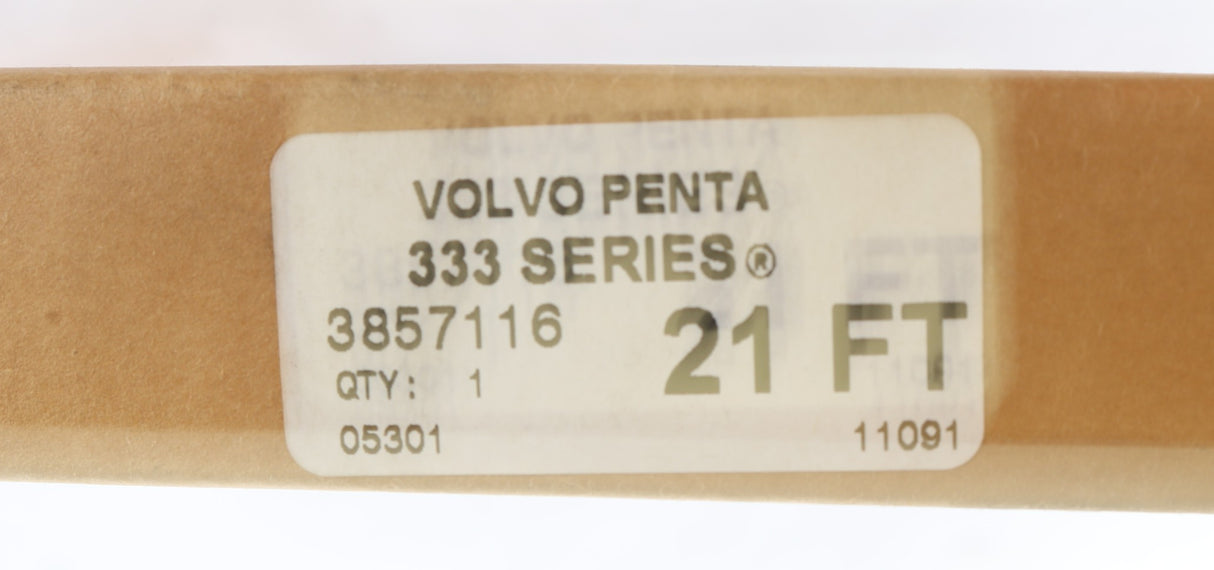 VOLVO PENTA
333 SERIES®
3857116 21 FT
QTY: 1
05301 11091